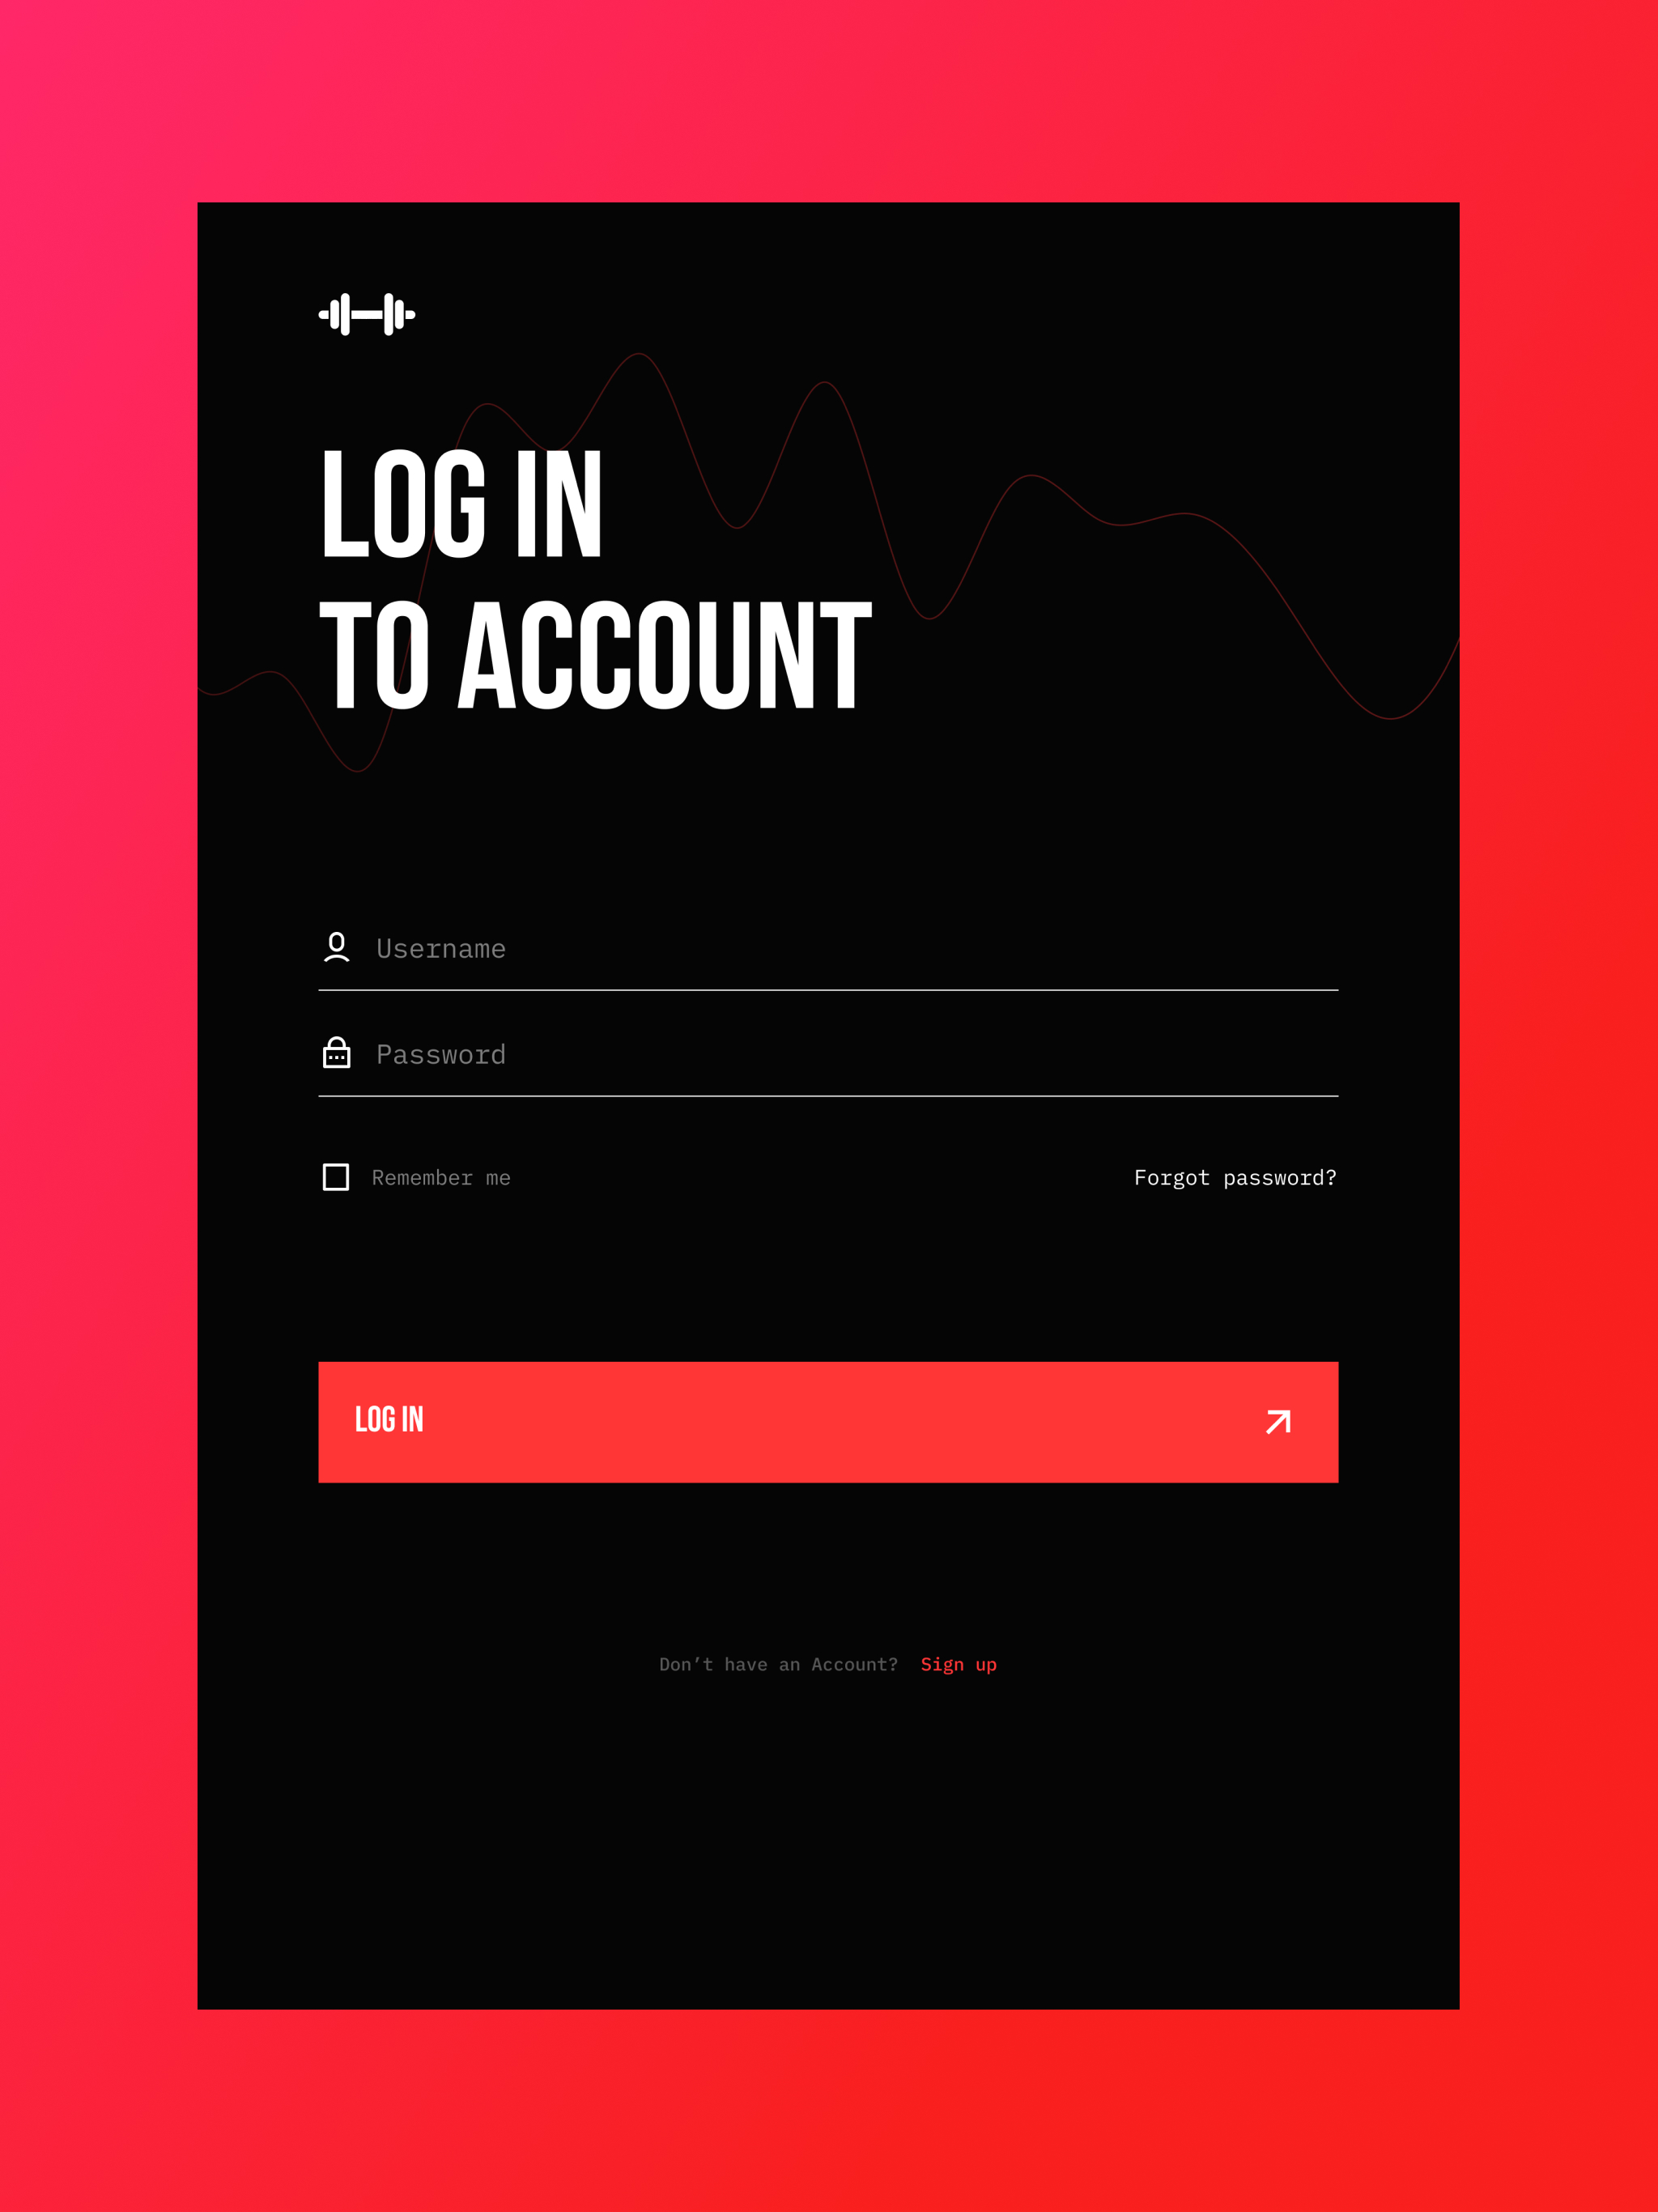 LOG IN
TO ACCOUNT
Username
Password
Remember me
Forgot password?
LOG IN
Don’t have an Account? Sign up